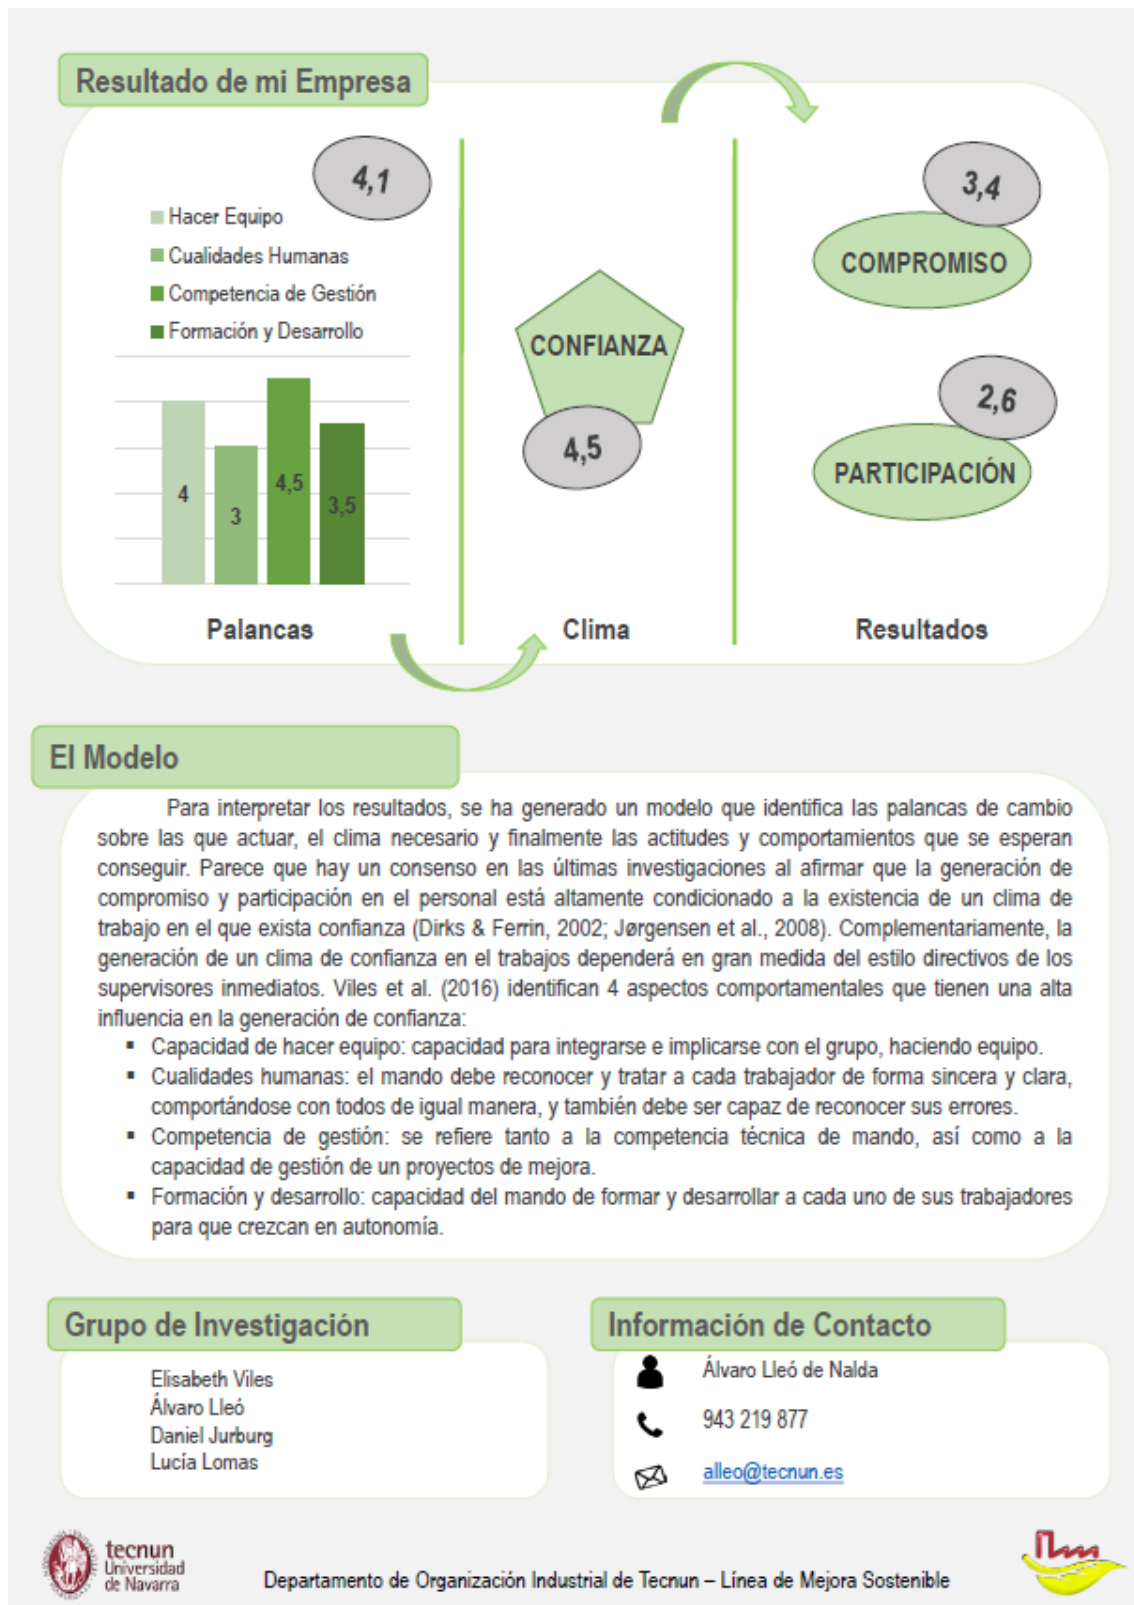 Resultado de mi Empresa
4,1
Hacer Equipo
Cualidades Humanas
Competencia de Gestión
Formación y Desarrollo
4
3
4,5
3,5
Palancas
CONFIANZA
4,5
Clima
3,4
COMPROMISO
2,6
PARTICIPACIÓN
Resultados
El Modelo
Para interpretar los resultados, se ha generado un modelo que identifica las palancas de cambio
sobre las que actuar, el clima necesario y finalmente las actitudes y comportamientos que se esperan
conseguir. Parece que hay un consenso en las últimas investigaciones al afirmar que la generación de
compromiso y participación en el personal está altamente condicionado a la existencia de un clima de
trabajo en el que exista confianza (Dirks & Ferrin, 2002; Jørgensen et al., 2008). Complementariamente, la
generación de un clima de confianza en el trabajos dependerá en gran medida del estilo directivos de los
supervisores inmediatos. Viles et al. (2016) identifican 4 aspectos comportamentales que tienen una alta
influencia en la generación de confianza:
▪ Capacidad de hacer equipo: capacidad para integrarse e implicarse con el grupo, haciendo equipo.
▪ Cualidades humanas: el mando debe reconocer y tratar a cada trabajador de forma sincera y clara,
comportándose con todos de igual manera, y también debe ser capaz de reconocer sus errores.
▪ Competencia de gestión: se refiere tanto a la competencia técnica de mando, así como a la
capacidad de gestión de un proyectos de mejora.
▪ Formación y desarrollo: capacidad del mando de formar y desarrollar a cada uno de sus trabajadores
para que crezcan en autonomía.
Grupo de Investigación
Elisabeth Viles
Álvaro Lleó
Daniel Jurburg
Lucía Lomas
Información de Contacto
Álvaro Lleó de Nalda
943 219 877
alleo@tecnun.es
tecnun
Universidad
de Navarra
Departamento de Organización Industrial de Tecnun – Línea de Mejora Sostenible